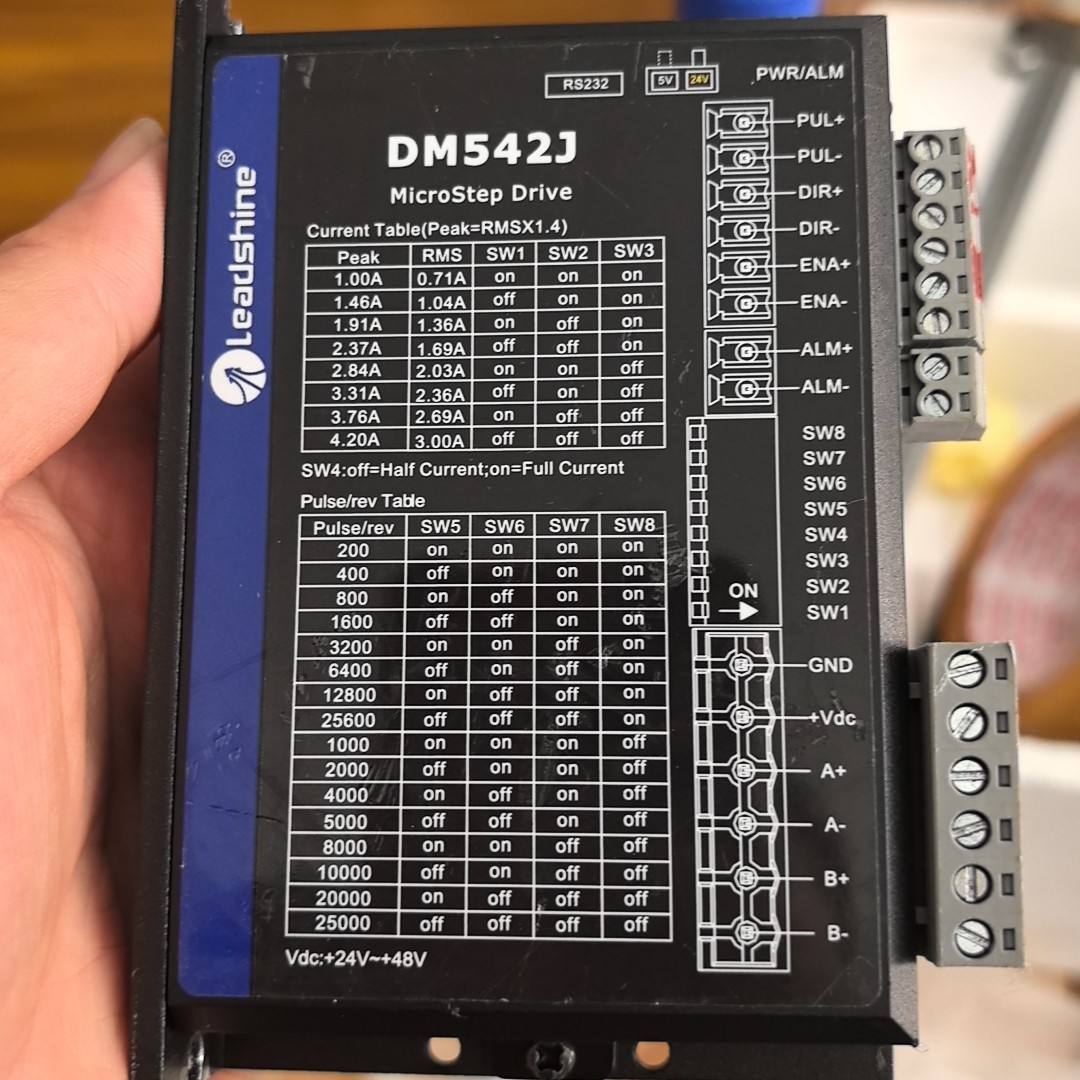 Leadshine®
RS232 5V 24V PWR/ALM
DM542J
MicroStep Drive
Current Table(Peak=RMSX1.4)
Peak RMS SW1 SW2 SW3
1.00A 0.71A on on on
1.46A 1.04A off on on
1.91A 1.36A on off on
2.37A 1.69A off off on
2.84A 2.03A on on off
3.31A 2.36A off on off
3.76A 2.69A on off off
4.20A 3.00A off off off
SW4:off=Half Current;on=Full Current
Pulse/rev Table
Pulse/rev SW5 SW6 SW7 SW8
200 on on on on
400 off on on on
800 on off on on
1600 off off on on
3200 on on off on
6400 off on off on
12800 on off off on
25600 off off off on
1000 on on on off
2000 off on on off
4000 on off on off
5000 off off on off
8000 on on off off
10000 off on off off
20000 on off off off
25000 off off off off
Vdc:+24V~+48V
PUL+
PUL-
DIR+
DIR-
ENA+
ENA-
ALM+
ALM-
SW8
SW7
SW6
SW5
SW4
SW3
SW2
SW1
ON
GND
+Vdc
A+
A-
B+
B-